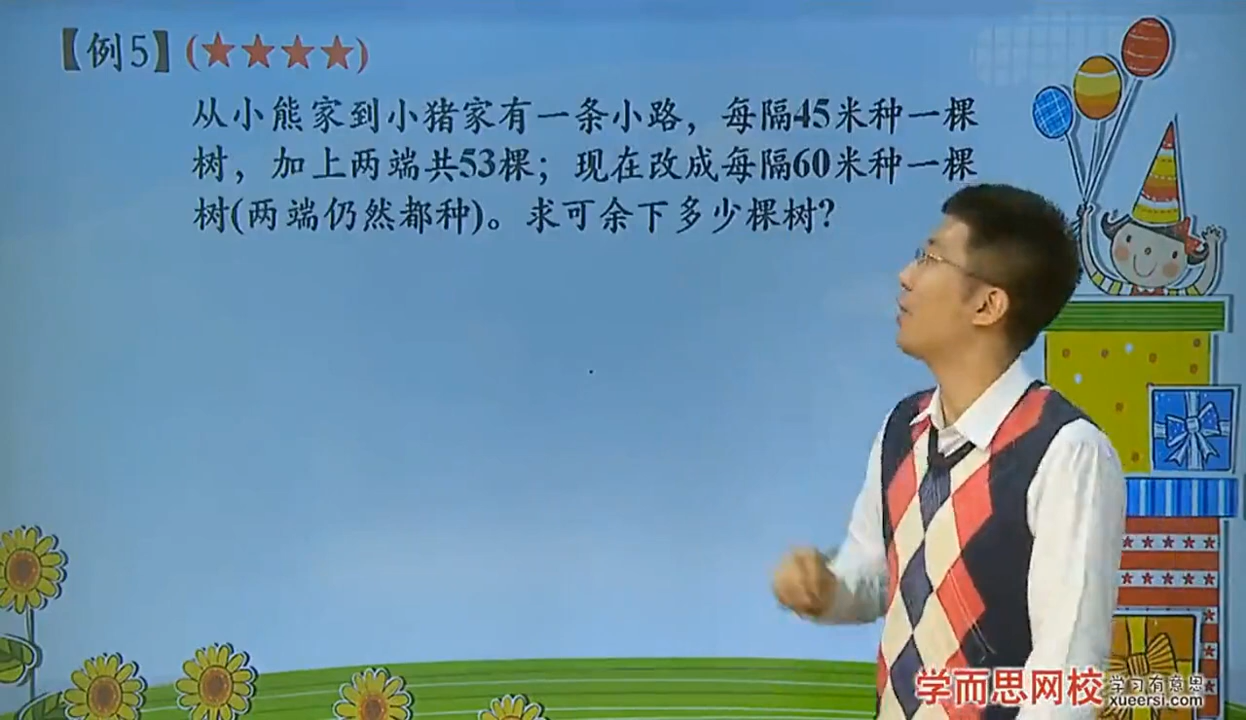 【例5】(★★★★)
从小熊家到小猪家有一条小路，每隔45米种一棵
树，加上两端共53棵；现在改成每隔60米种一棵
树(两端仍然都种)。求可余下多少棵树?
学而思网校
学习有意思
xueersi.com